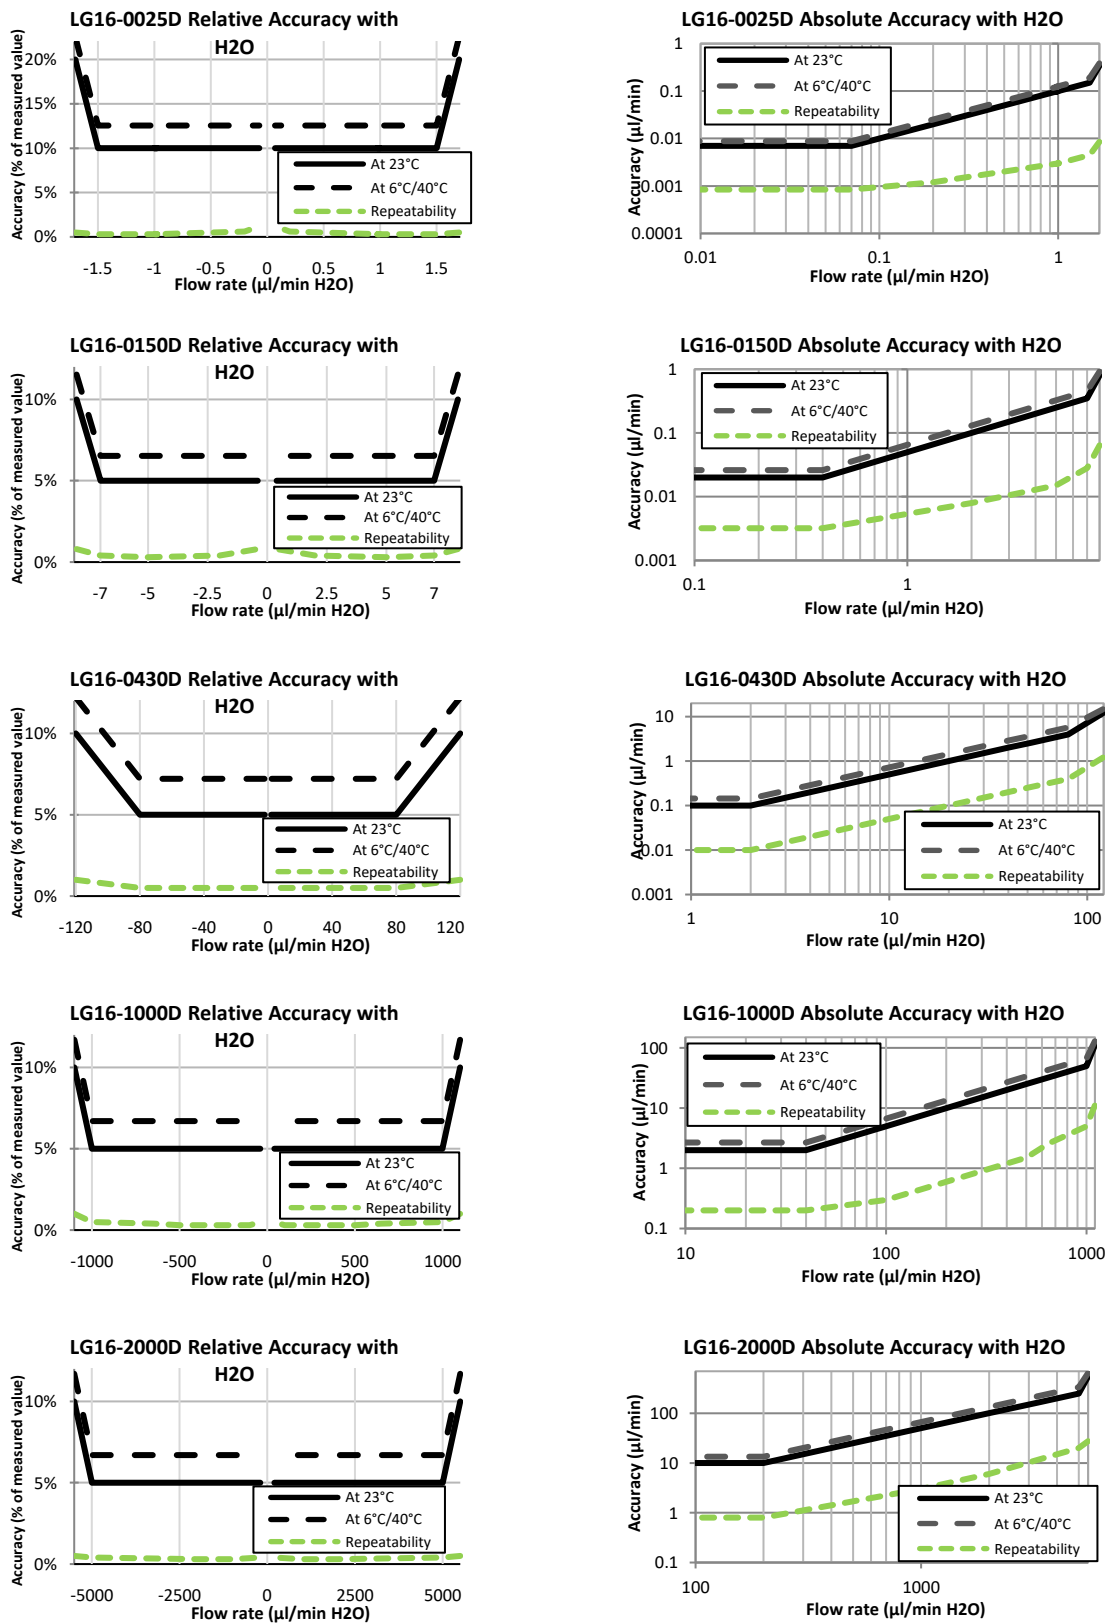 LG16-0025D Relative Accuracy with
H2O
Accuracy (% of measured value)
20%
15%
10%
5%
0%
At 23°C
At 6°C/40°C
Repeatability
-1.5 -1 -0.5 0 0.5 1 1.5
Flow rate (µl/min H2O)
LG16-0025D Absolute Accuracy with H2O
Accuracy (µl/min)
1
0.1
0.01
0.001
0.0001
At 23°C
At 6°C/40°C
Repeatability
0.01 0.1 1
Flow rate (µl/min H2O)
LG16-0150D Relative Accuracy with
H2O
Accuracy (% of measured value)
10%
5%
0%
At 23°C
At 6°C/40°C
Repeatability
-7 -5 -2.5 0 2.5 5 7
Flow rate (µl/min H2O)
LG16-0150D Absolute Accuracy with H2O
Accuracy (µl/min)
1
0.1
0.01
0.001
At 23°C
At 6°C/40°C
Repeatability
0.1 1
Flow rate (µl/min H2O)
LG16-0430D Relative Accuracy with
H2O
Accuracy (% of measured value)
10%
5%
0%
At 23°C
At 6°C/40°C
Repeatability
-120 -80 -40 0 40 80 120
Flow rate (µl/min H2O)
LG16-0430D Absolute Accuracy with H2O
Accuracy (µl/min)
10
1
0.1
0.01
0.001
At 23°C
At 6°C/40°C
Repeatability
1 10 100
Flow rate (µl/min H2O)
LG16-1000D Relative Accuracy with
H2O
Accuracy (% of measured value)
10%
5%
0%
At 23°C
At 6°C/40°C
Repeatability
-1000 -500 0 500 1000
Flow rate (µl/min H2O)
LG16-1000D Absolute Accuracy with H2O
Accuracy (µl/min)
100
10
1
0.1
At 23°C
At 6°C/40°C
Repeatability
10 100 1000
Flow rate (µl/min H2O)
LG16-2000D Relative Accuracy with
H2O
Accuracy (% of measured value)
10%
5%
0%
At 23°C
At 6°C/40°C
Repeatability
-5000 -2500 0 2500 5000
Flow rate (µl/min H2O)
LG16-2000D Absolute Accuracy with H2O
Accuracy (µl/min)
100
10
1
0.1
At 23°C
At 6°C/40°C
Repeatability
100 1000
Flow rate (µl/min H2O)